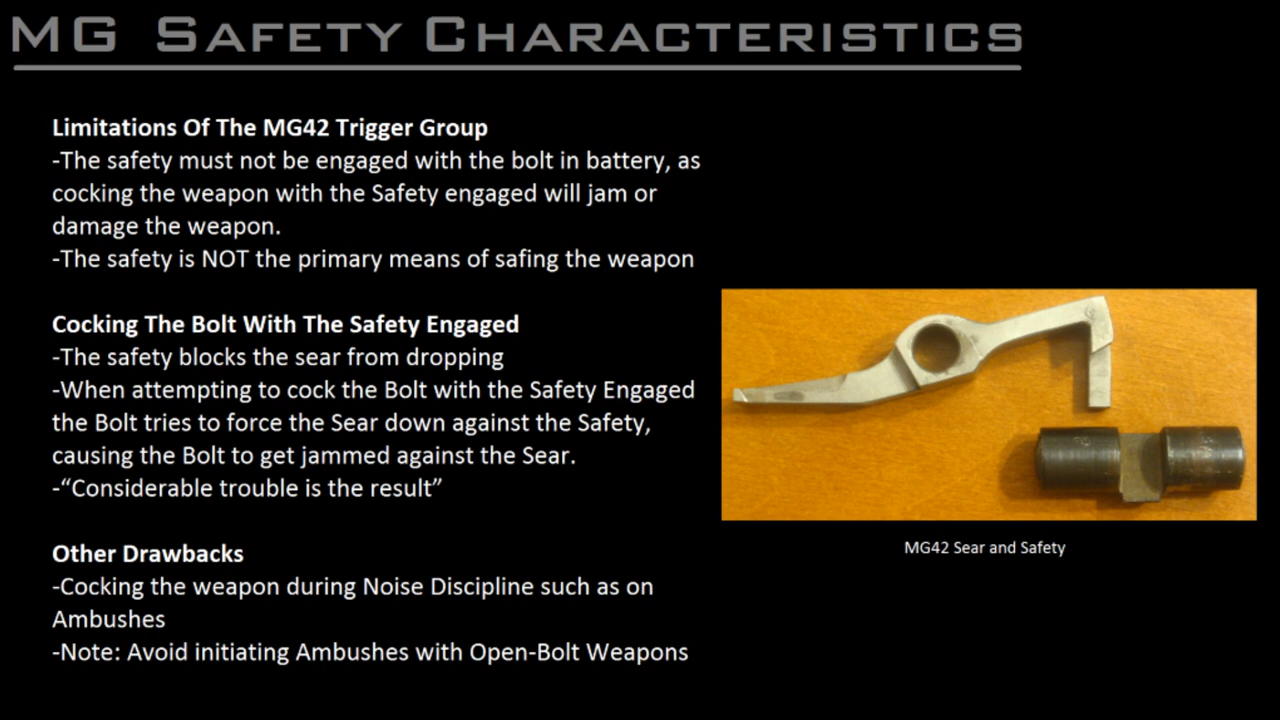 MG SAFETY CHARACTERISTICS
Limitations Of The MG42 Trigger Group
-The safety must not be engaged with the bolt in battery, as
cocking the weapon with the Safety engaged will jam or
damage the weapon.
-The safety is NOT the primary means of safing the weapon
Cocking The Bolt With The Safety Engaged
-The safety blocks the sear from dropping
-When attempting to cock the Bolt with the Safety Engaged
the Bolt tries to force the Sear down against the Safety,
causing the Bolt to get jammed against the Sear.
-“Considerable trouble is the result”
MG42 Sear and Safety
Other Drawbacks
-Cocking the weapon during Noise Discipline such as on
Ambushes
-Note: Avoid initiating Ambushes with Open-Bolt Weapons